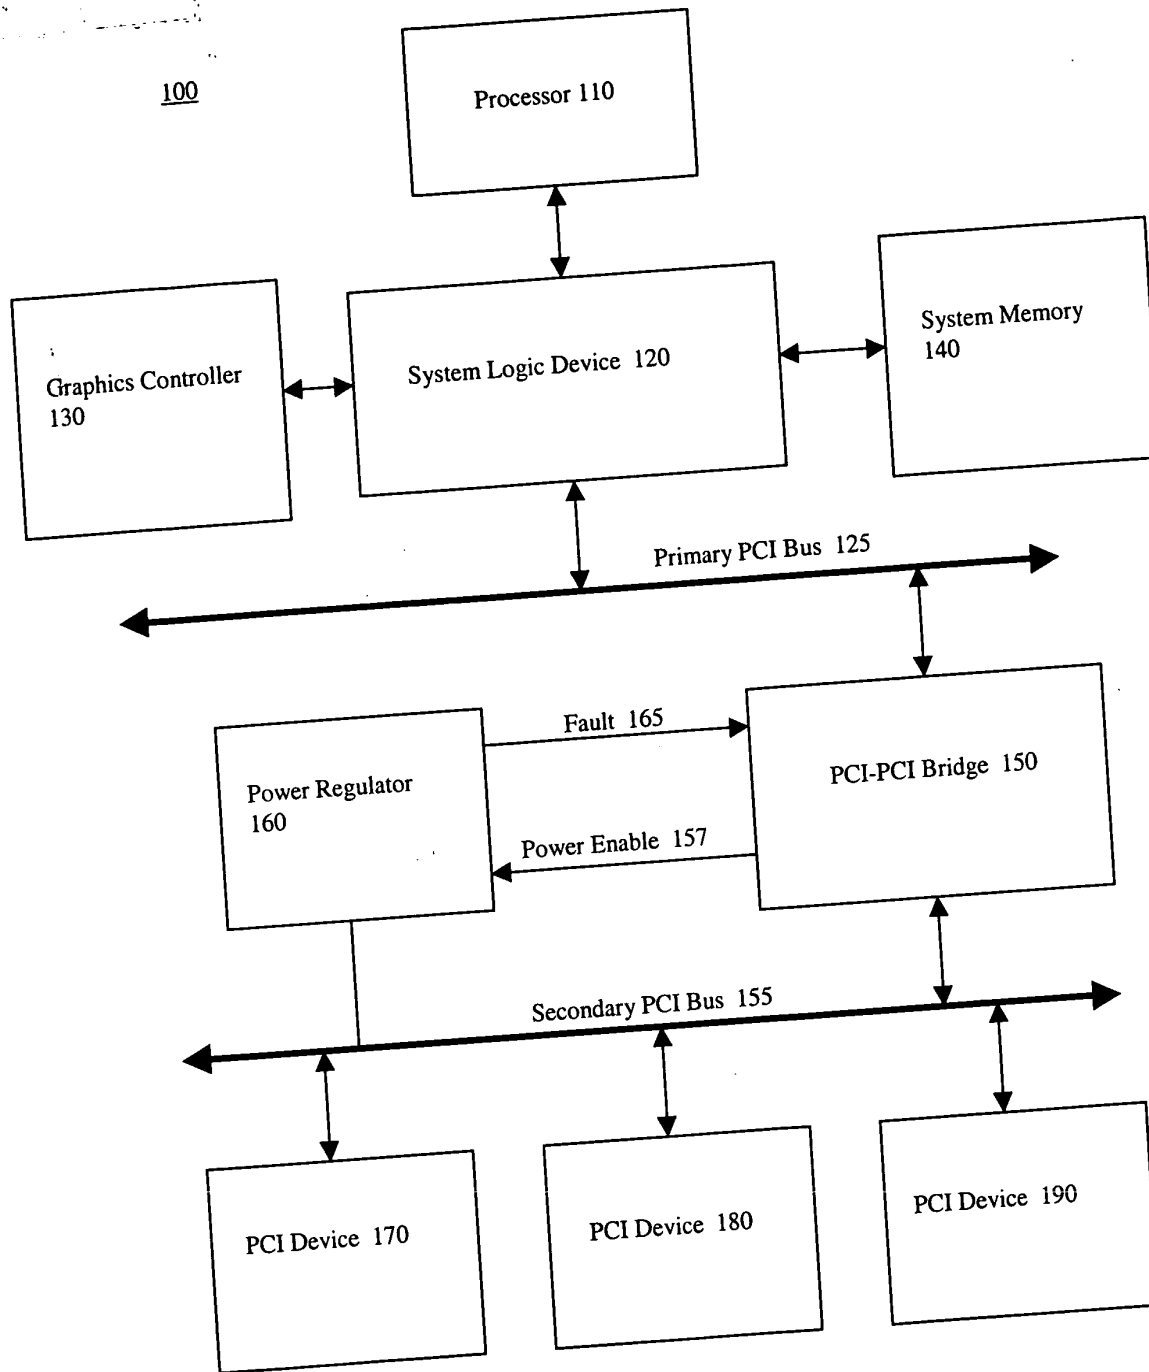 100
Processor 110
System Memory
140
System Logic Device 120
Graphics Controller
130
Primary PCI Bus 125
Fault 165
PCI-PCI Bridge 150
Power Regulator
160
Power Enable 157
Secondary PCI Bus 155
PCI Device 170
PCI Device 180
PCI Device 190